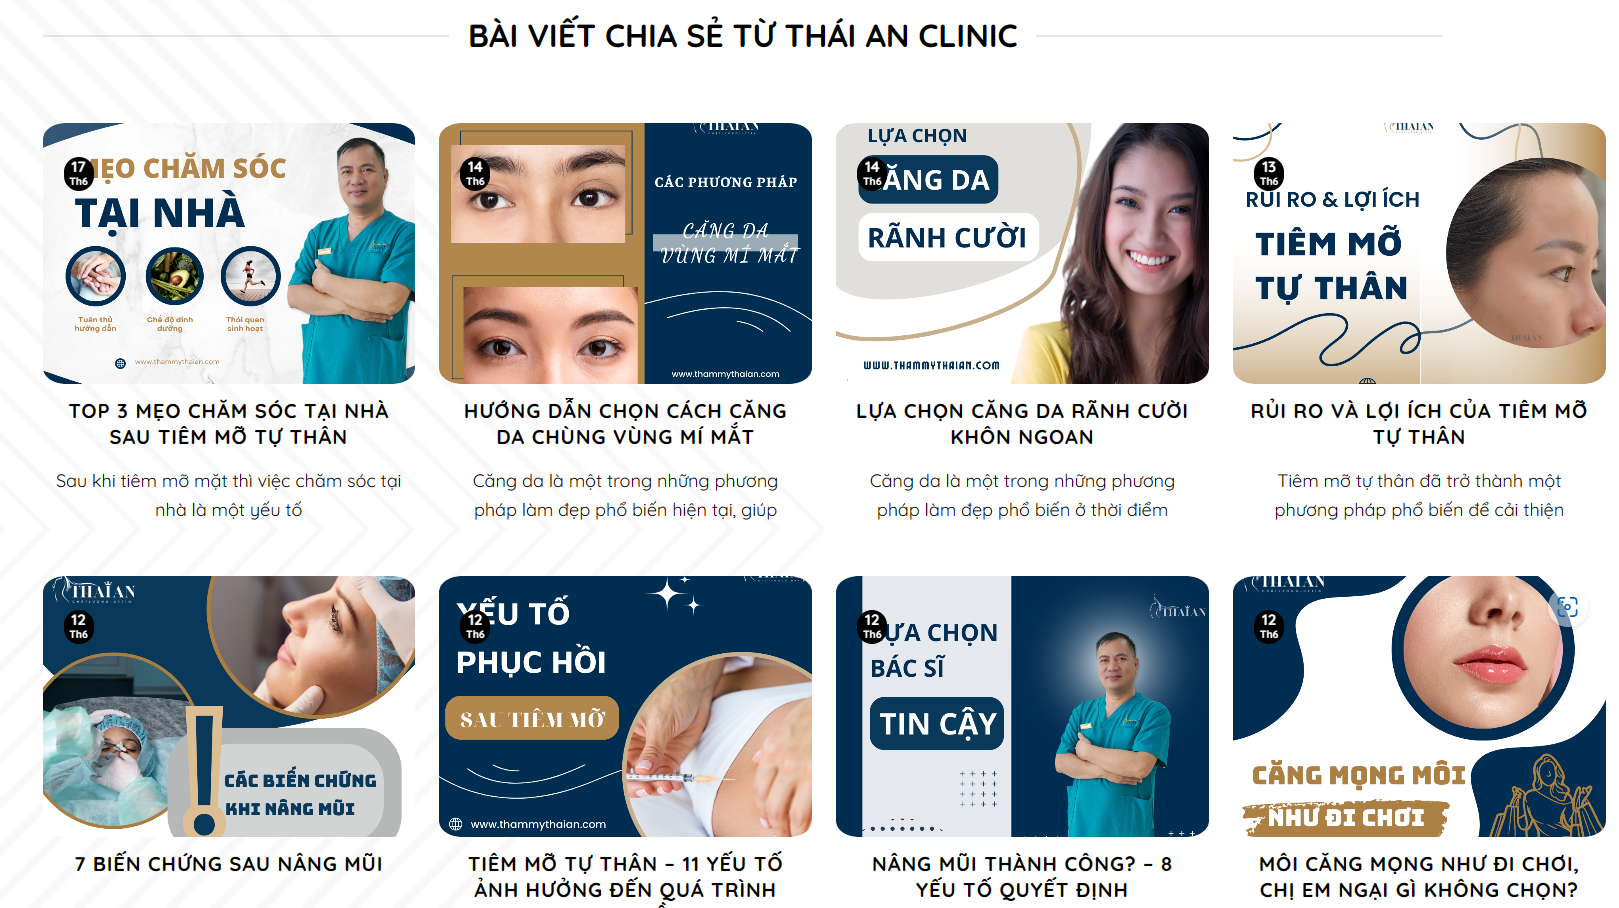 BÀI VIẾT CHIA SẺ TỪ THÁI AN CLINIC
17
Th6
MẸO CHĂM SÓC
TẠI NHÀ
Tuân thủ
hướng dẫn
Chế độ dinh
dưỡng
Thói quen
sinh hoạt
www.thammythaian.com
TOP 3 MẸO CHĂM SÓC TẠI NHÀ
SAU TIÊM MỠ TỰ THÂN
Sau khi tiêm mỡ mặt thì việc chăm sóc tại
nhà là một yếu tố
14
Th6
THAIAN
CÁC PHƯƠNG PHÁP
CĂNG DA
VÙNG MÍ MẮT
www.thammythaian.com
HƯỚNG DẪN CHỌN CÁCH CĂNG
DA CHÙNG VÙNG MÍ MẮT
Căng da là một trong những phương
pháp làm đẹp phổ biến hiện tại, giúp
14
Th6
LỰA CHỌN
CĂNG DA
RÃNH CƯỜI
WWW.THAMMYTHAIAN.COM
LỰA CHỌN CĂNG DA RÃNH CƯỜI
KHÔN NGOAN
Căng da là một trong những phương
pháp làm đẹp phổ biến ở thời điểm
13
Th6
THAIAN
RỦI RO & LỢI ÍCH
TIÊM MỠ
TỰ THÂN
RỦI RO VÀ LỢI ÍCH CỦA TIÊM MỠ
TỰ THÂN
Tiêm mỡ tự thân đã trở thành một
phương pháp phổ biến để cải thiện
12
Th6
THAIAN
CÁC BIẾN CHỨNG
KHI NÂNG MŨI
7 BIẾN CHỨNG SAU NÂNG MŨI
12
Th6
YẾU TỐ
PHỤC HỒI
SAU TIÊM MỠ
www.thammythaian.com
TIÊM MỠ TỰ THÂN – 11 YẾU TỐ
ẢNH HƯỞNG ĐẾN QUÁ TRÌNH
12
Th6
THAIAN
LỰA CHỌN
BÁC SĨ
TIN CẬY
NÂNG MŨI THÀNH CÔNG? – 8
YẾU TỐ QUYẾT ĐỊNH
12
Th6
THAIAN
CĂNG MỌNG MÔI
NHƯ ĐI CHƠI
MÔI CĂNG MỌNG NHƯ ĐI CHƠI,
CHỊ EM NGẠI GÌ KHÔNG CHỌN?